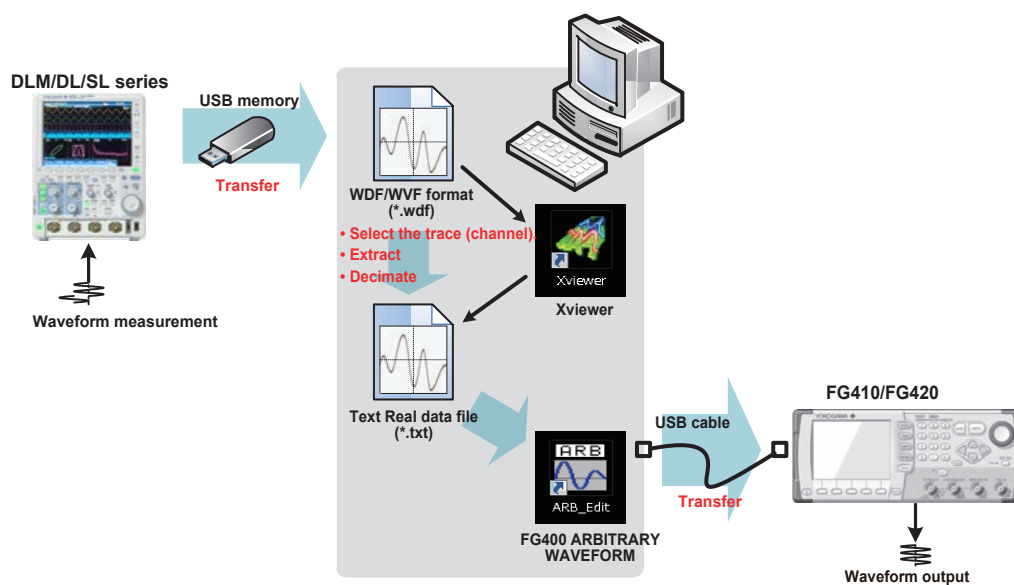 DLM/DL/SL series
USB memory
Transfer
Waveform measurement
WDF/WVF format
(*.wdf)
• Select the trace (channel).
• Extract
• Decimate
Xviewer
Xviewer
Text Real data file
(*.txt)
ARB
ARB_Edit
FG400 ARBITRARY
WAVEFORM
USB cable
Transfer
FG410/FG420
YOKOGAWA
Waveform output